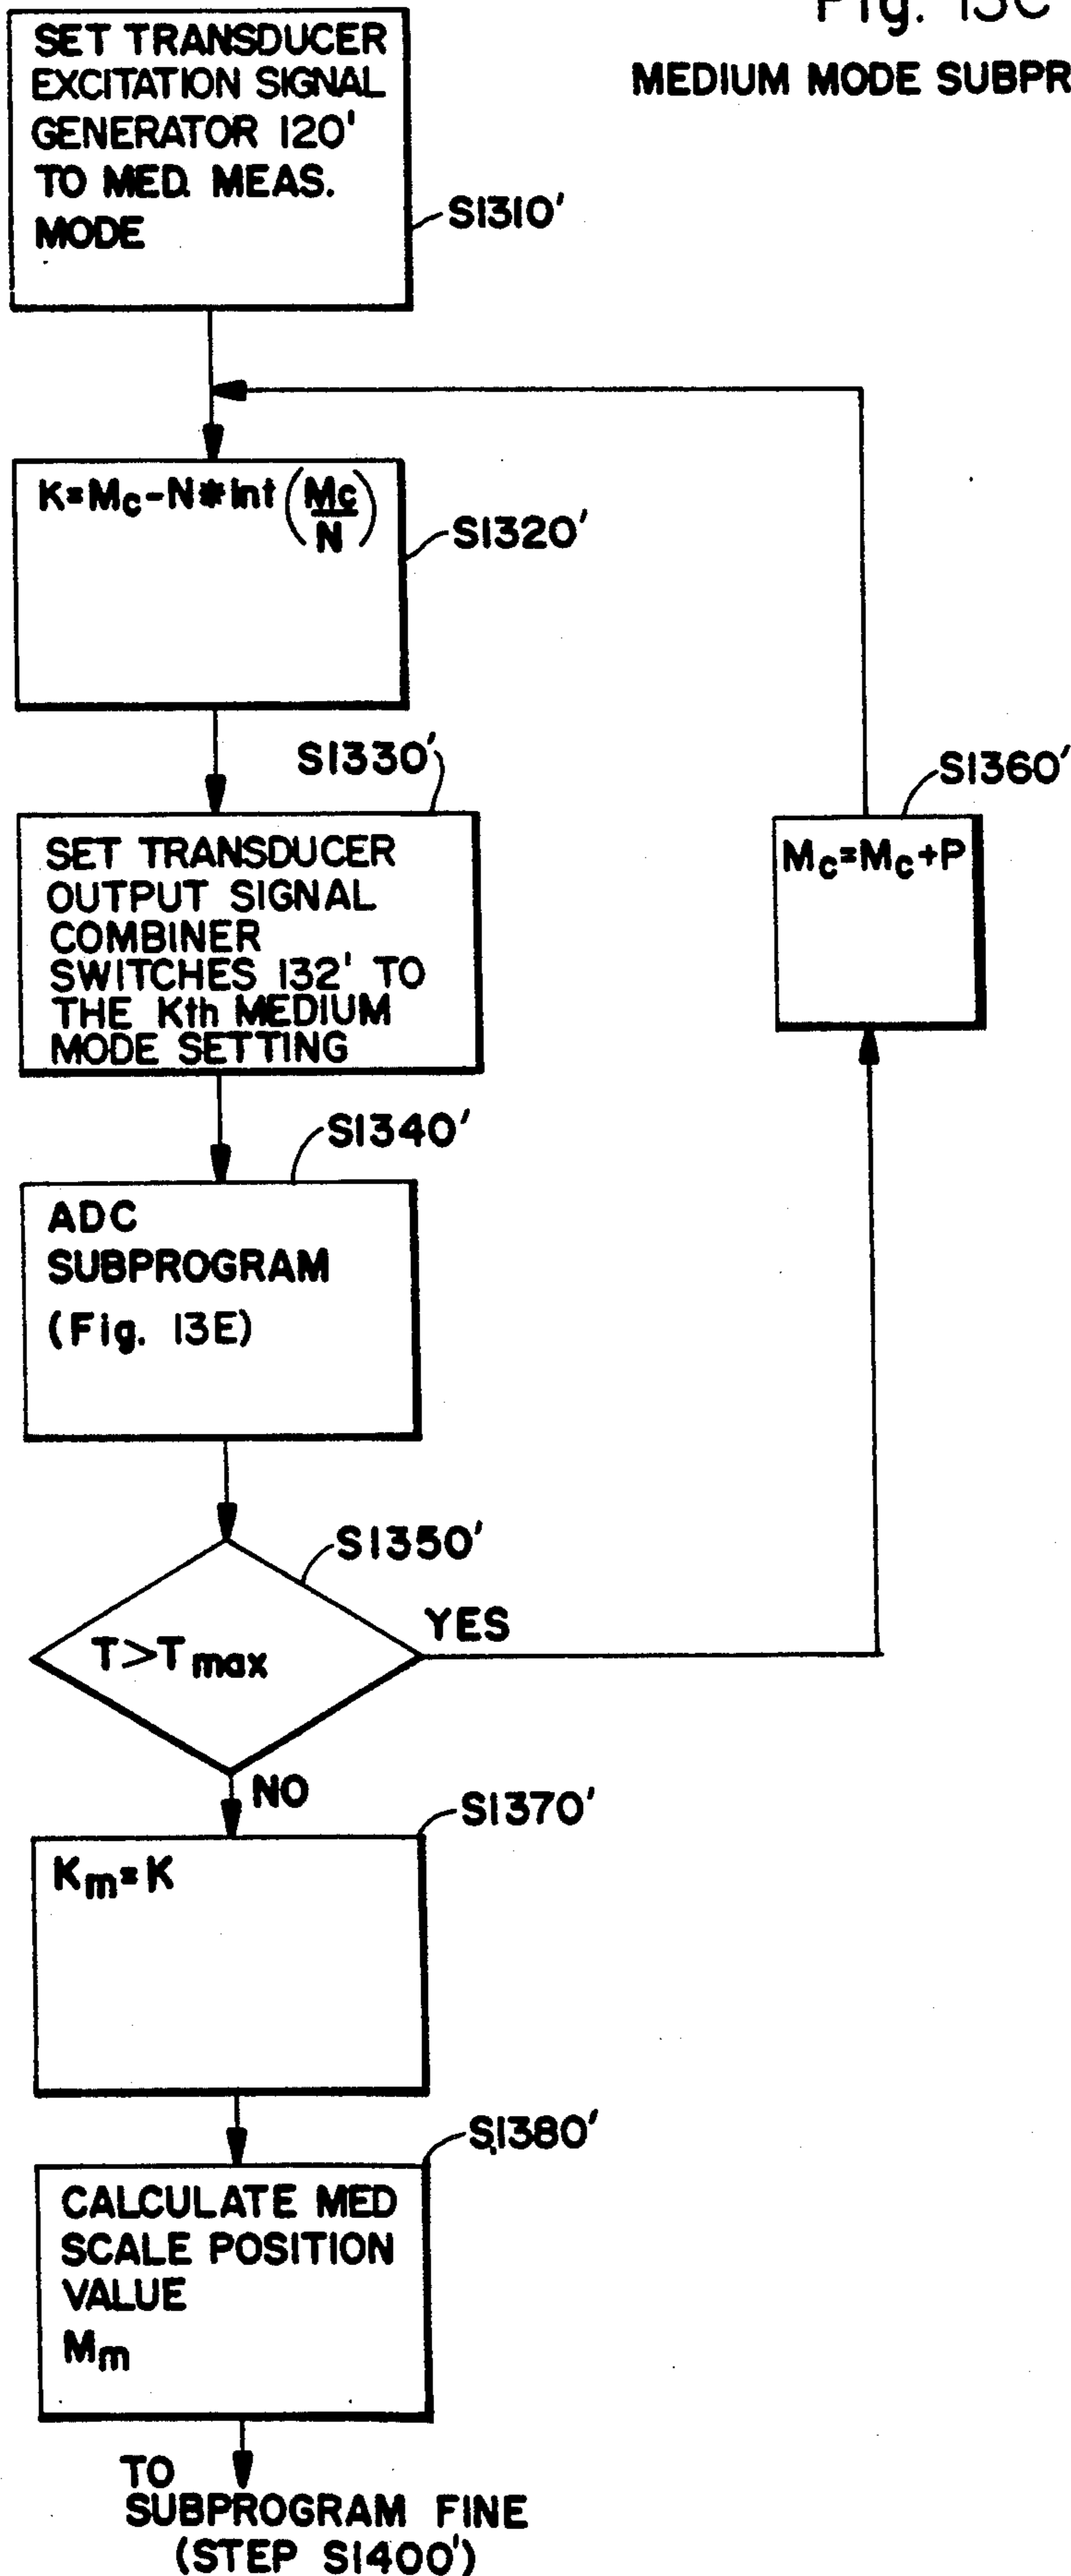 Fig. 13C
MEDIUM MODE SUBPR
SET TRANSDUCER
EXCITATION SIGNAL
GENERATOR 120'
TO MED. MEAS.
MODE
S1310'
K=Mc-N*Int(Mc/N)
S1320'
S1330'
SET TRANSDUCER
OUTPUT SIGNAL
COMBINER
SWITCHES 132' TO
THE Kth MEDIUM
MODE SETTING
S1360'
Mc=Mc+P
S1340'
ADC
SUBPROGRAM
(Fig. 13E)
S1350'
T>Tmax
YES
NO
S1370'
Km=K
S1380'
CALCULATE MED
SCALE POSITION
VALUE
Mm
TO
SUBPROGRAM FINE
(STEP S1400')